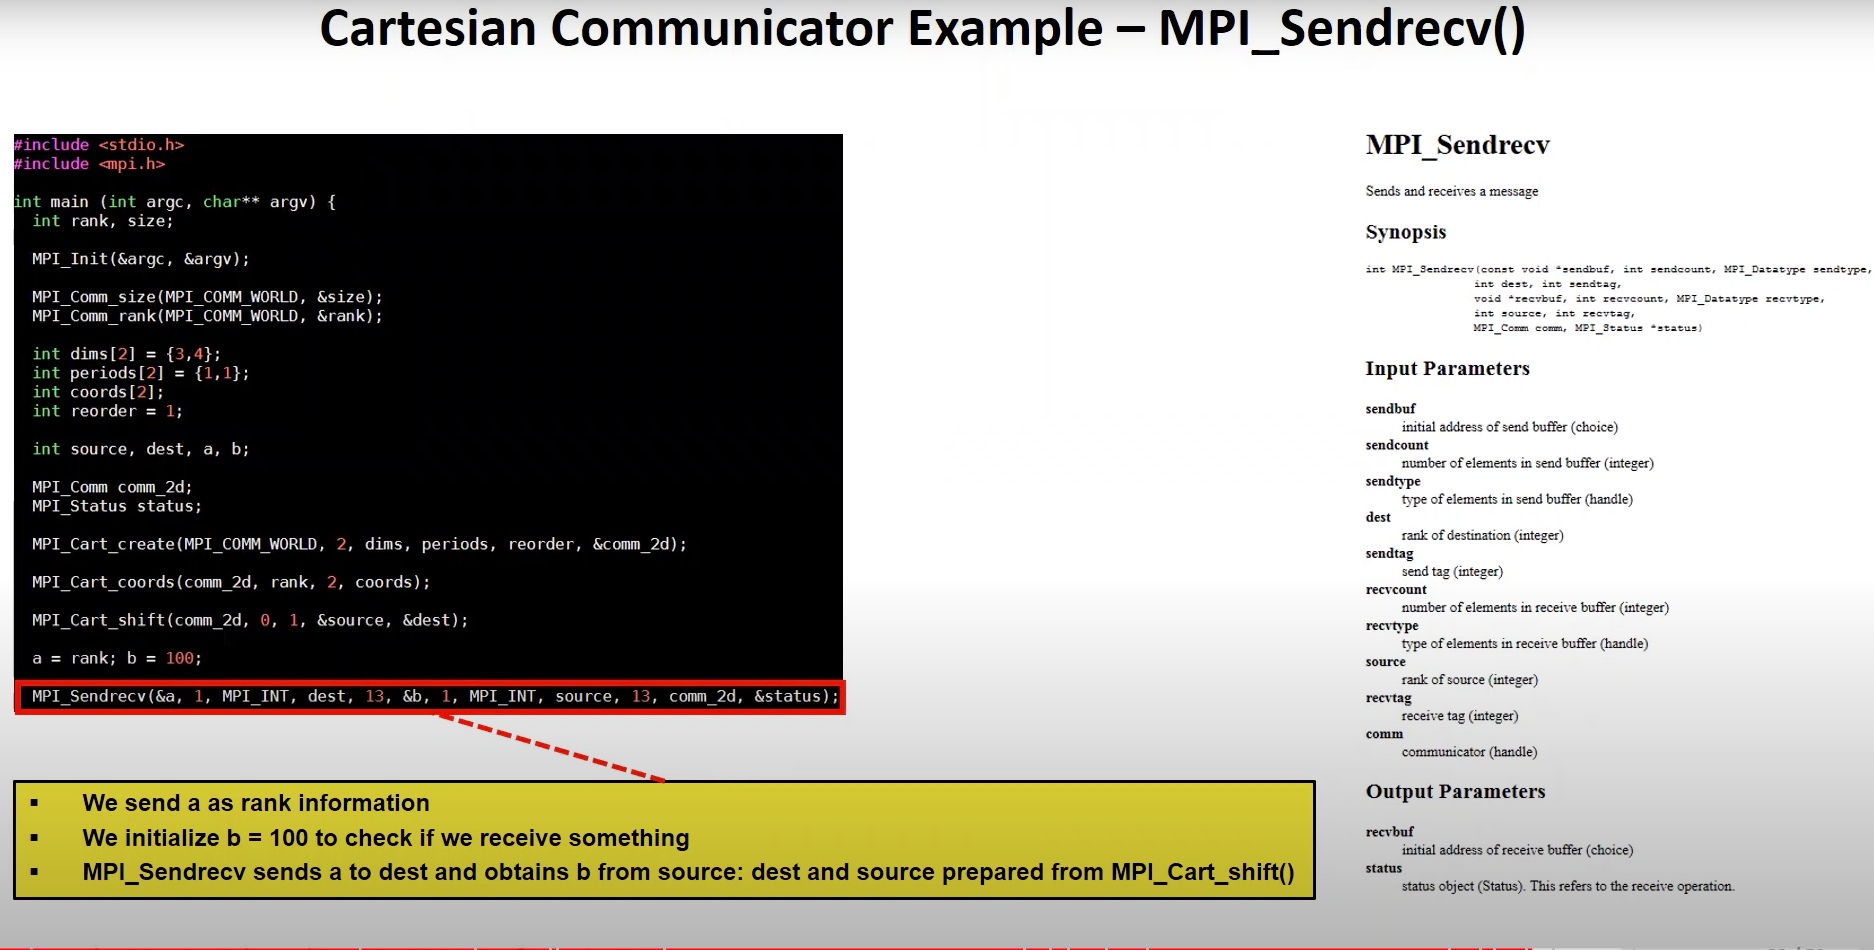 Cartesian Communicator Example – MPI_Sendrecv()
#include <stdio.h>
#include <mpi.h>
int main (int argc, char** argv) {
int rank, size;
MPI_Init(&argc, &argv);
MPI_Comm_size(MPI_COMM_WORLD, &size);
MPI_Comm_rank(MPI_COMM_WORLD, &rank);
int dims[2] = {3,4};
int periods[2] = {1,1};
int coords[2];
int reorder = 1;
int source, dest, a, b;
MPI_Comm comm_2d;
MPI_Status status;
MPI_Cart_create(MPI_COMM_WORLD, 2, dims, periods, reorder, &comm_2d);
MPI_Cart_coords(comm_2d, rank, 2, coords);
MPI_Cart_shift(comm_2d, 0, 1, &source, &dest);
a = rank; b = 100;
MPI_Sendrecv(&a, 1, MPI_INT, dest, 13, &b, 1, MPI_INT, source, 13, comm_2d, &status);
▪ We send a as rank information
▪ We initialize b = 100 to check if we receive something
▪ MPI_Sendrecv sends a to dest and obtains b from source: dest and source prepared from MPI_Cart_shift()
MPI_Sendrecv
Sends and receives a message
Synopsis
int MPI_Sendrecv(const void *sendbuf, int sendcount, MPI_Datatype sendtype,
int dest, int sendtag,
void *recvbuf, int recvcount, MPI_Datatype recvtype,
int source, int recvtag,
MPI_Comm comm, MPI_Status *status)
Input Parameters
sendbuf
initial address of send buffer (choice)
sendcount
number of elements in send buffer (integer)
sendtype
type of elements in send buffer (handle)
dest
rank of destination (integer)
sendtag
send tag (integer)
recvcount
number of elements in receive buffer (integer)
recvtype
type of elements in receive buffer (handle)
source
rank of source (integer)
recvtag
receive tag (integer)
comm
communicator (handle)
Output Parameters
recvbuf
initial address of receive buffer (choice)
status
status object (Status). This refers to the receive operation.